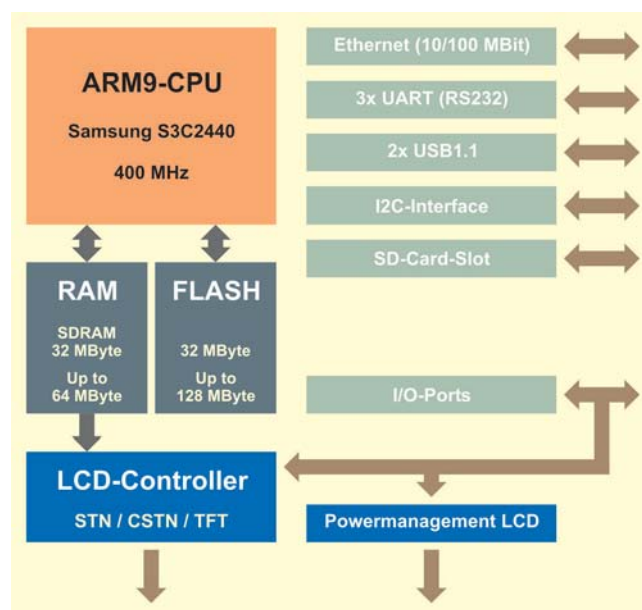 ARM9-CPU
Samsung S3C2440
400 MHz
Ethernet (10/100 MBit)
3x UART (RS232)
2x USB1.1
I2C-Interface
SD-Card-Slot
RAM
SDRAM
32 MByte
Up to
64 MByte
FLASH
32 MByte
Up to
128 MByte
I/O-Ports
LCD-Controller
STN / CSTN / TFT
Powermanagement LCD